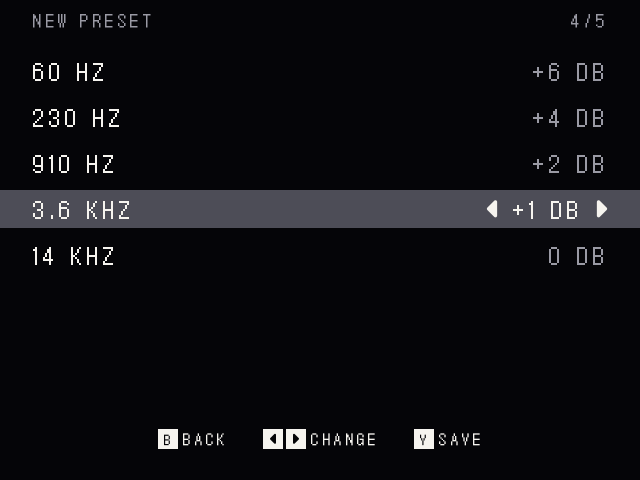 NEW PRESET 4/5
60 HZ +6 DB
230 HZ +4 DB
910 HZ +2 DB
3.6 KHZ +1 DB
14 KHZ 0 DB
B BACK CHANGE Y SAVE